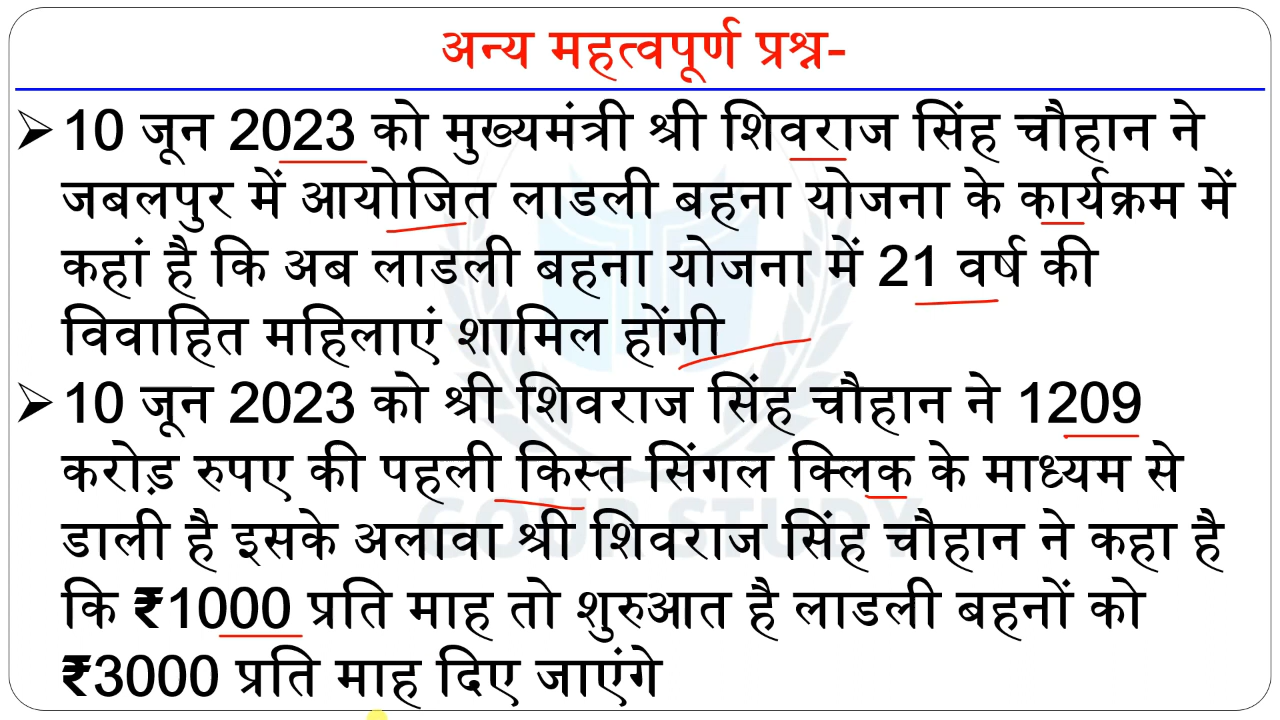 अन्य महत्वपूर्ण प्रश्न-
➢10 जून 2023 को मुख्यमंत्री श्री शिवराज सिंह चौहान ने
जबलपुर में आयोजित लाडली बहना योजना के कार्यक्रम में
कहां है कि अब लाडली बहना योजना में 21 वर्ष की
विवाहित महिलाएं शामिल होंगी
➢10 जून 2023 को श्री शिवराज सिंह चौहान ने 1209
करोड़ रुपए की पहली किस्त सिंगल क्लिक के माध्यम से
डाली है इसके अलावा श्री शिवराज सिंह चौहान ने कहा है
कि ₹1000 प्रति माह तो शुरुआत है लाडली बहनों को
₹3000 प्रति माह दिए जाएंगे
GOUR STUDY